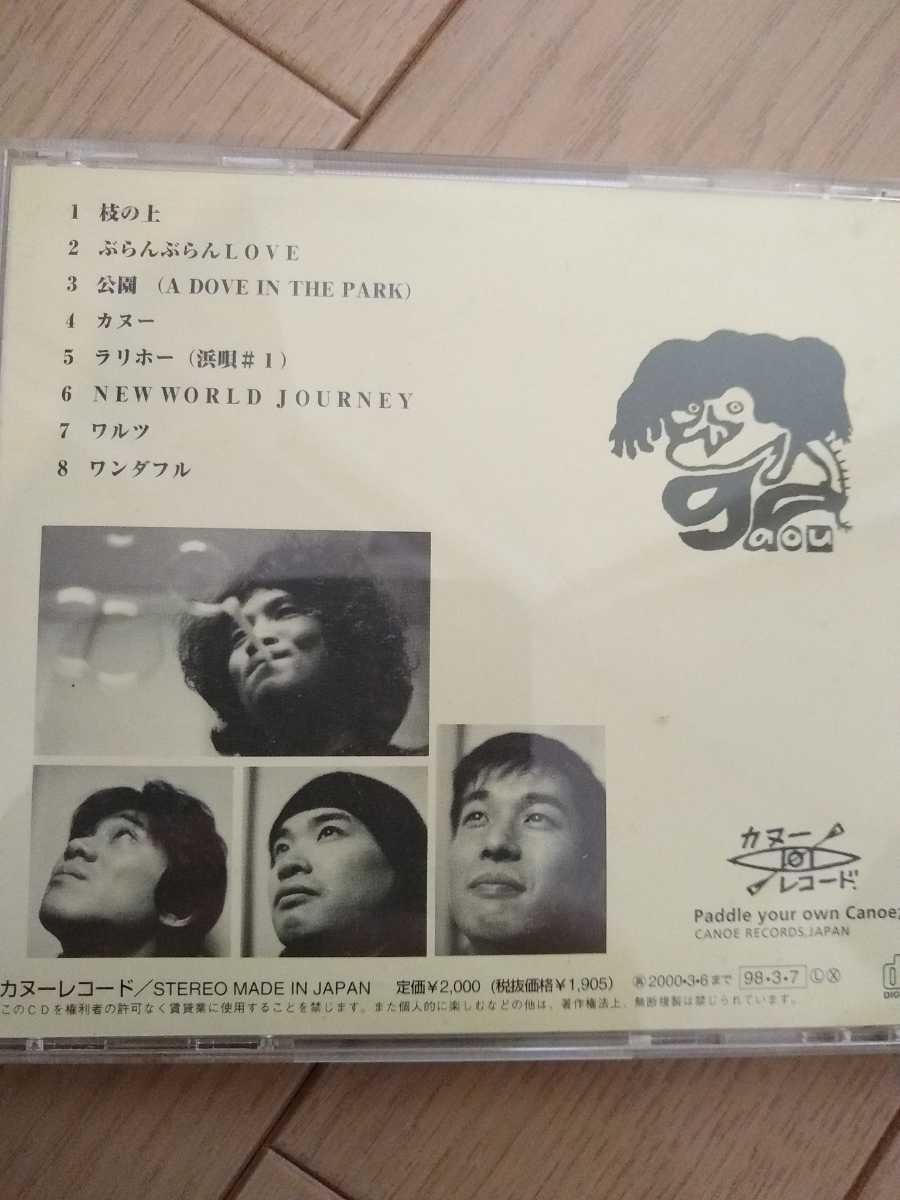 1 枝の上
2 ぶらんぶらんLOVE
3 公園 (A DOVE IN THE PARK)
4 カヌー
5 ラリホー(浜唄#1)
6 NEW WORLD JOURNEY
7 ワルツ
8 ワンダフル
gaou
カヌー
レコード
Paddle your own Canoe
CANOE RECORDS, JAPAN
カヌーレコード/STEREO MADE IN JAPAN 定価¥2,000 (税抜価格¥1,905) 再2000・3・6まで 98・3・7 L X
このCDを権利者の許可なく賃貸業に使用することを禁じます。また個人的に楽しむなどの他は、著作権法上、無断複製は禁じられています。